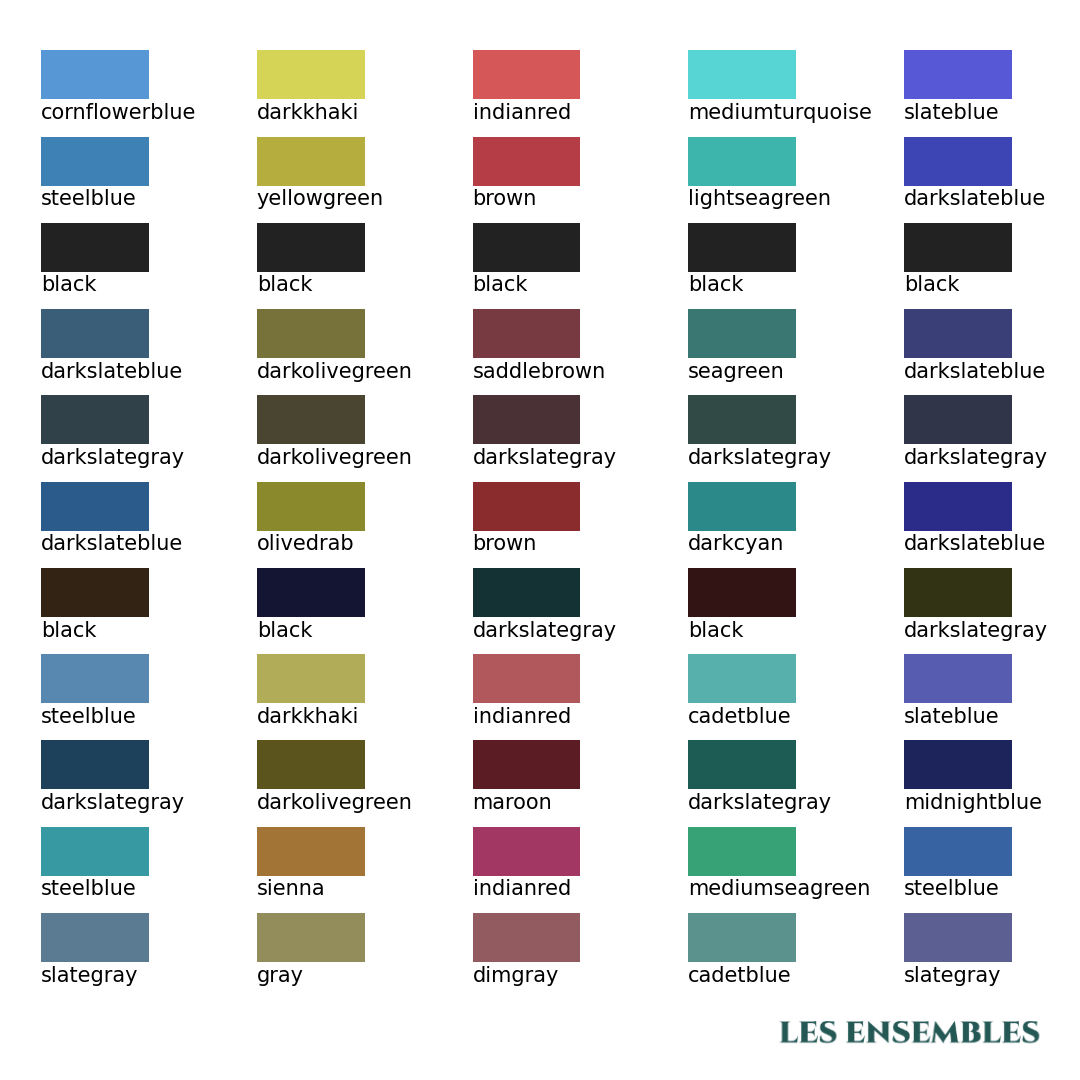 cornflowerblue darkkhaki indianred mediumturquoise slateblue
steelblue yellowgreen brown lightseagreen darkslateblue
black black black black black
darkslateblue darkolivegreen saddlebrown seagreen darkslateblue
darkslategray darkolivegreen darkslategray darkslategray darkslategray
darkslateblue olivedrab brown darkcyan darkslateblue
black black darkslategray black darkslategray
steelblue darkkhaki indianred cadetblue slateblue
darkslategray darkolivegreen maroon darkslategray midnightblue
steelblue sienna indianred mediumseagreen steelblue
slategray gray dimgray cadetblue slategray
LES ENSEMBLES